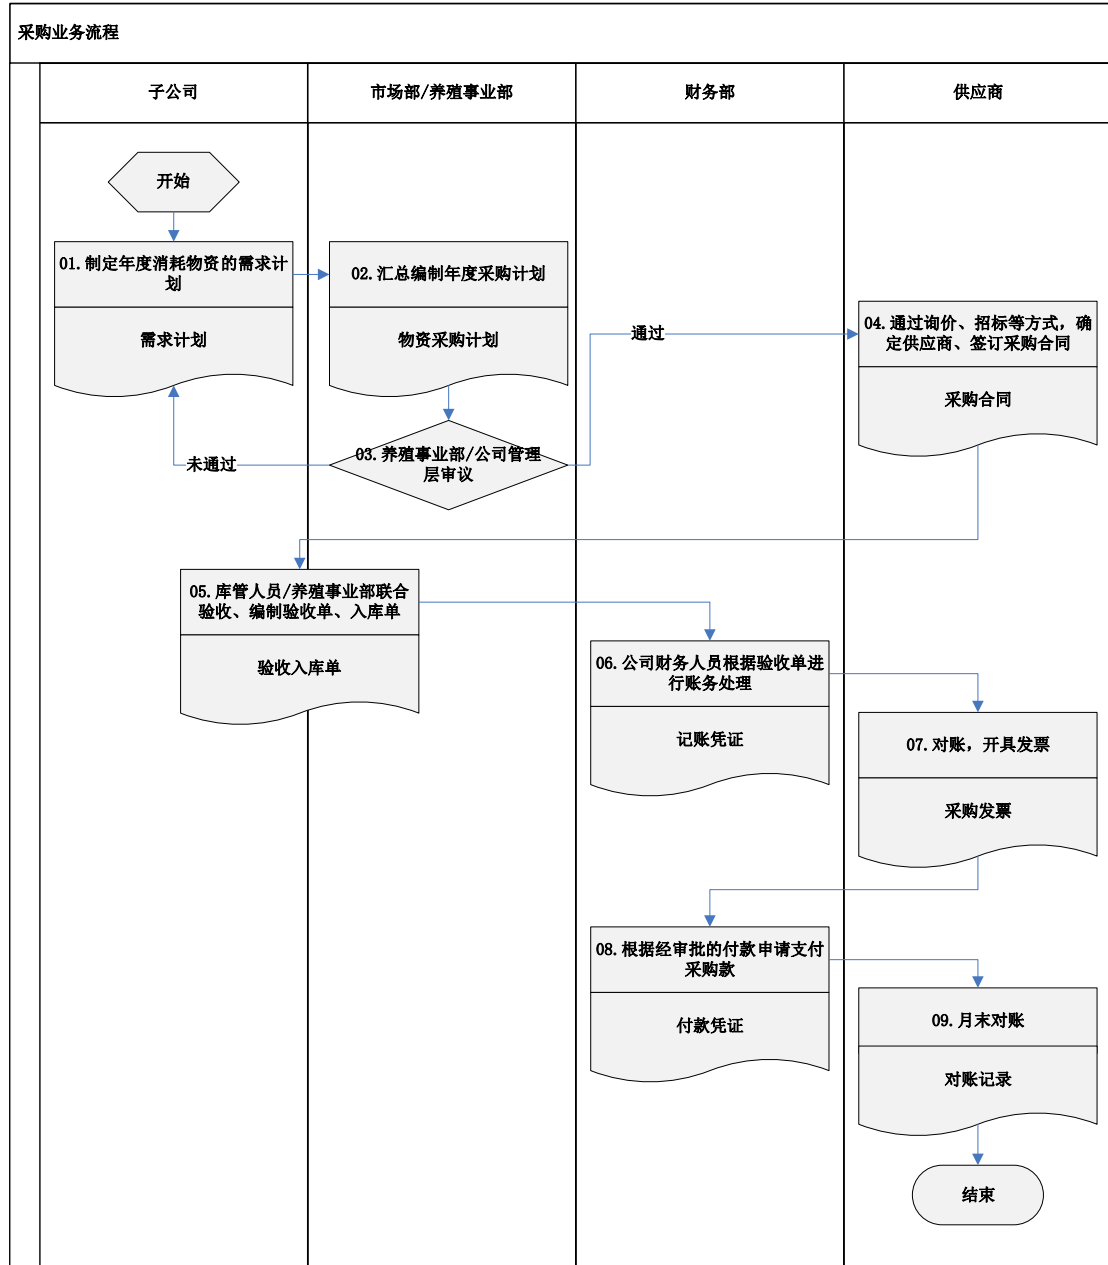 采购业务流程
子公司
市场部/养殖事业部
财务部
供应商
开始
01.制定年度消耗物资的需求计
划
需求计划
02.汇总编制年度采购计划
物资采购计划
通过
04.通过询价、招标等方式，确
定供应商、签订采购合同
采购合同
未通过
03.养殖事业部/公司管理
层审议
05.库管人员/养殖事业部联合
验收、编制验收单、入库单
验收入库单
06.公司财务人员根据验收单进
行账务处理
记账凭证
07.对账，开具发票
采购发票
08.根据经审批的付款申请支付
采购款
付款凭证
09.月末对账
对账记录
结束